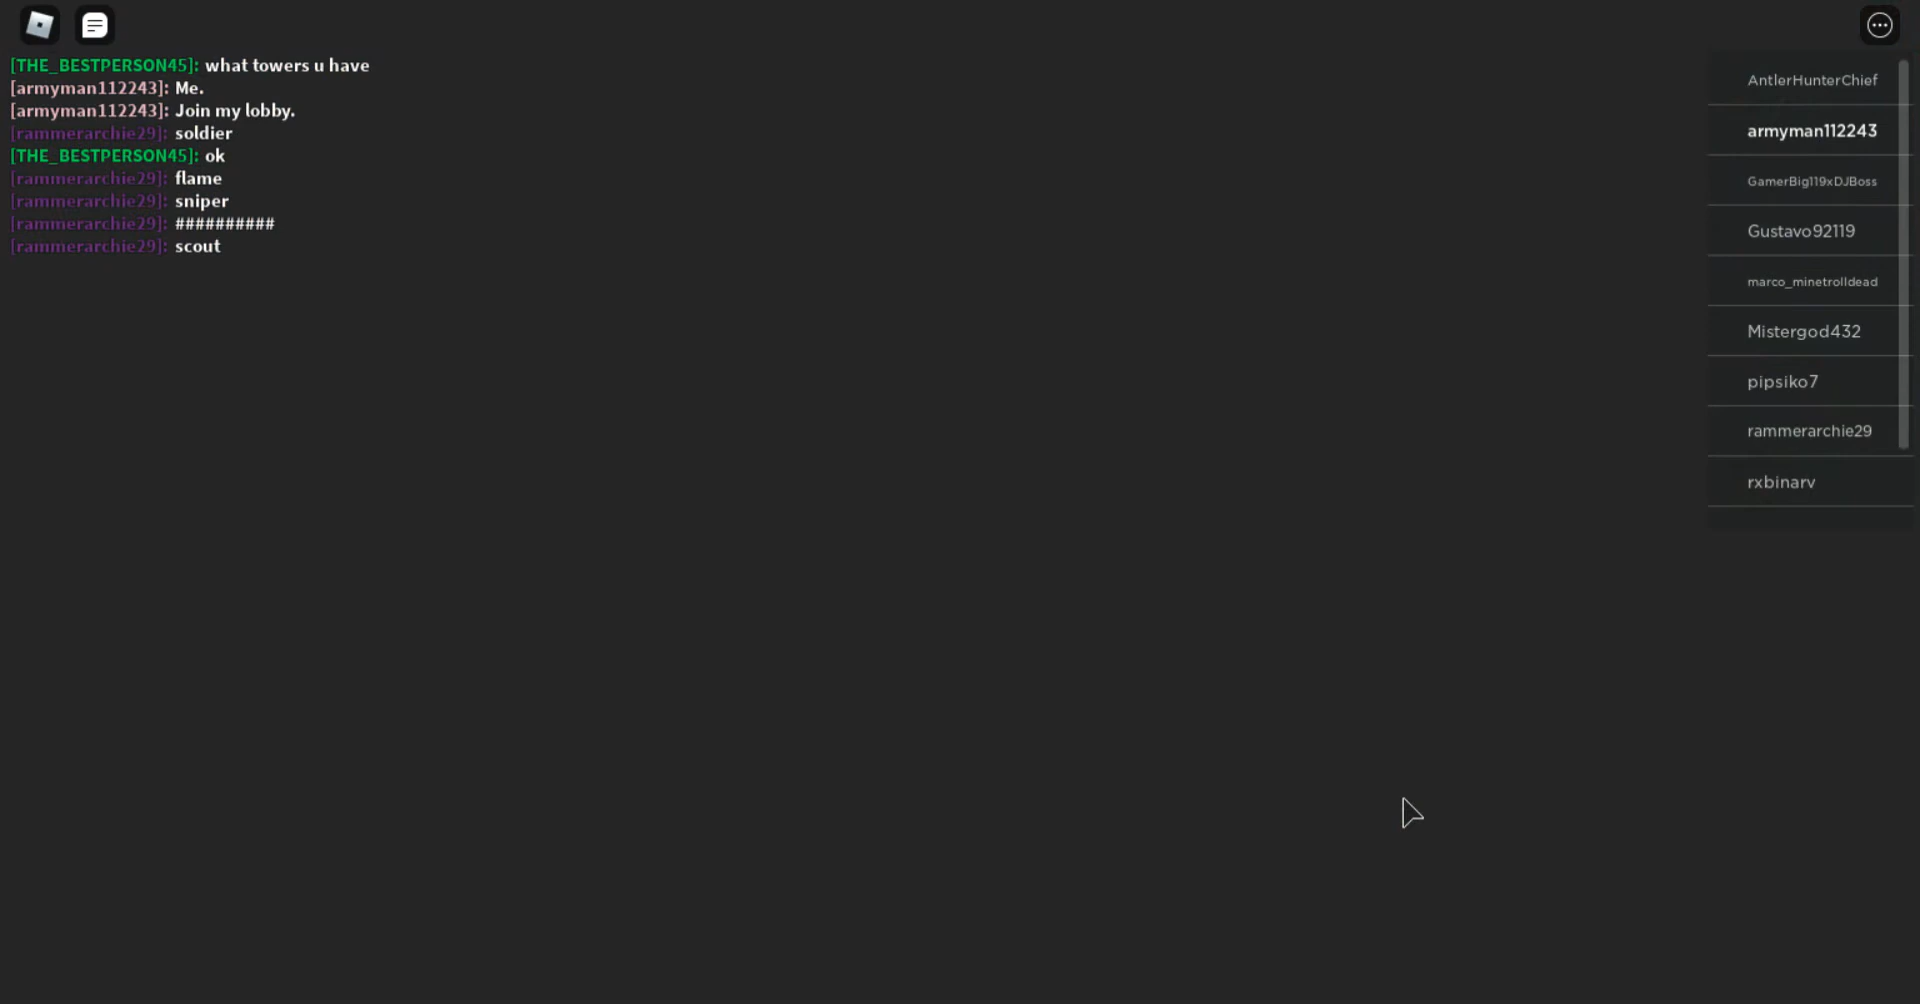 [THE_BESTPERSON45]: what towers u have
[armyman112243]: Me.
[armyman112243]: Join my lobby.
[rammerarchie29]: soldier
[THE_BESTPERSON45]: ok
[rammerarchie29]: flame
[rammerarchie29]: sniper
[rammerarchie29]: ##########
[rammerarchie29]: scout
AntlerHunterChief
armyman112243
GamerBig119xDJBoss
Gustavo92119
marco_minetrolldead
Mistergod432
pipsiko7
rammerarchie29
rxbinarv